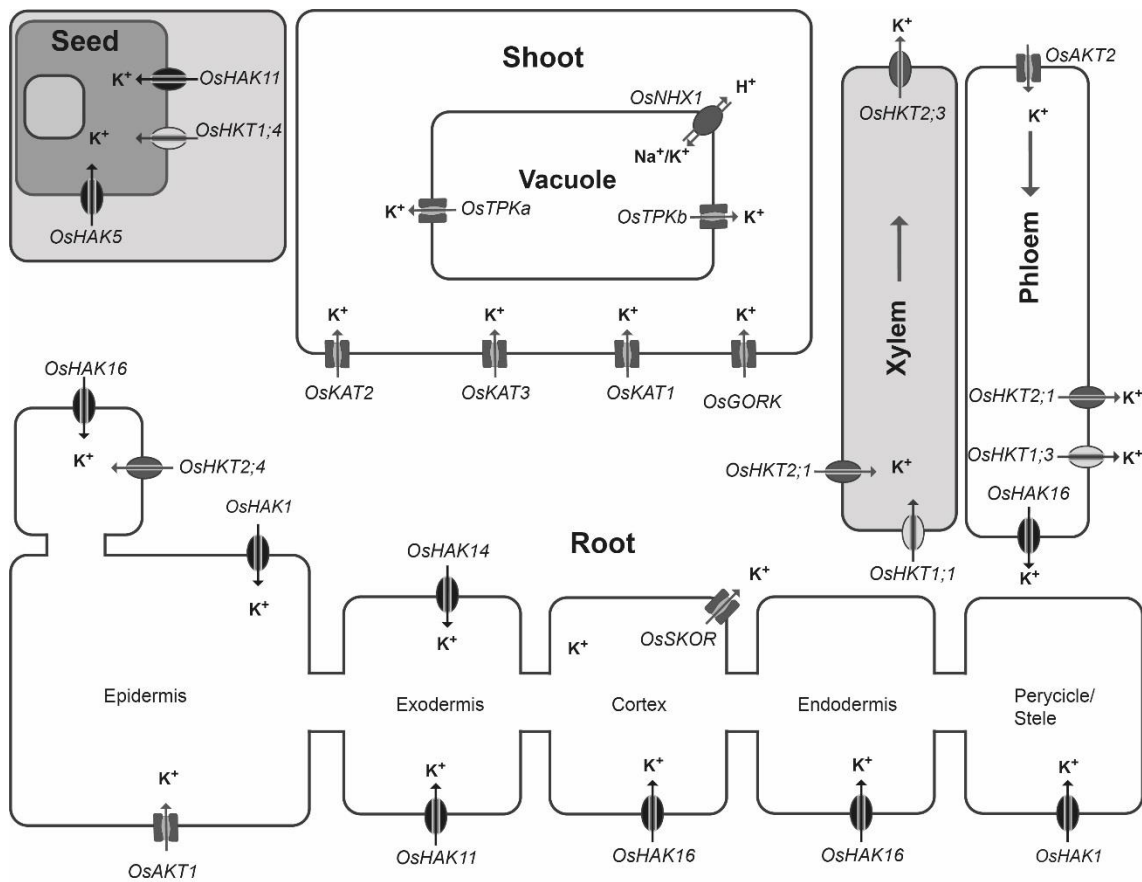 Seed
K⁺
OsHAK11
K⁺
OsHKT1;4
OsHAK5
Shoot
OsNHX1
H⁺
Na⁺/K⁺
Vacuole
K⁺
OsTPKa
OsTPKb
K⁺
K⁺
K⁺
K⁺
K⁺
OsKAT2
OsKAT3
OsKAT1
OsGORK
K⁺
OsHKT2;3
Xylem
OsHKT2;1
K⁺
OsHKT1;1
OsAKT2
K⁺
Phloem
OsHKT2;1
K⁺
OsHKT1;3
K⁺
OsHAK16
K⁺
OsHAK16
K⁺
OsHKT2;4
OsHAK1
K⁺
Root
Epidermis
K⁺
OsAKT1
OsHAK14
K⁺
Exodermis
K⁺
OsHAK11
K⁺
OsSKOR
K⁺
Cortex
K⁺
OsHAK16
Endodermis
K⁺
OsHAK16
Perycicle/
Stele
K⁺
OsHAK1